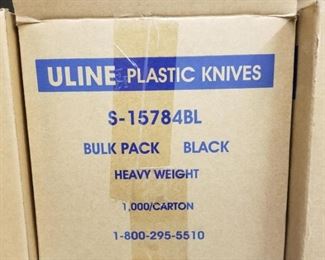 ULINE PLASTIC KNIVES
S-15784BL
BULK PACK BLACK
HEAVY WEIGHT
1,000/CARTON
1-800-295-5510